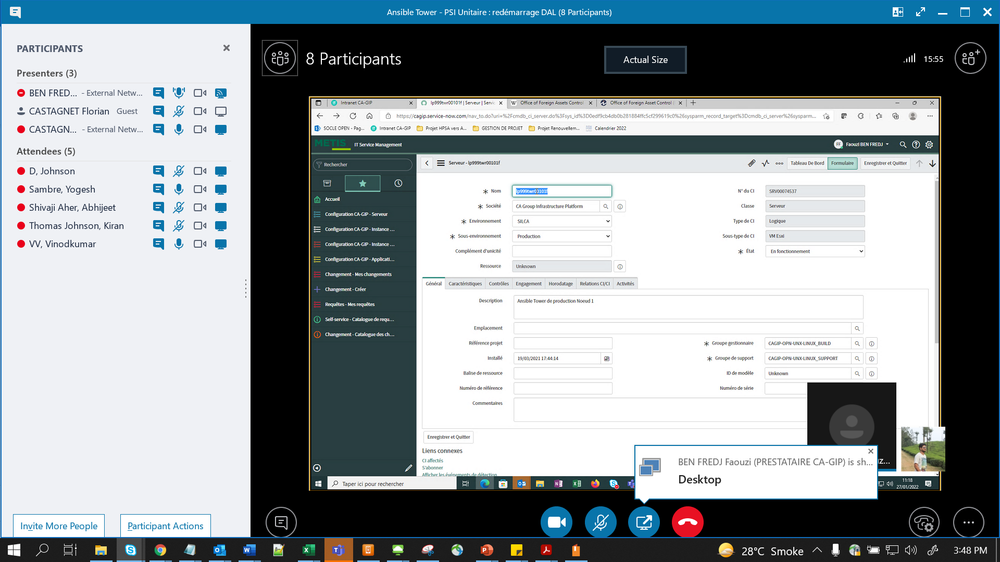 Ansible Tower - PSI Unitaire : redémarrage DAL (8 Participants)
PARTICIPANTS
Presenters (3)
BEN FRED... - External Netw...
CASTAGNET Florian Guest
CASTAGN... - External Netw...
Attendees (5)
D, Johnson
Sambre, Yogesh
Shivaji Aher, Abhijeet
Thomas Johnson, Kiran
VV, Vinodkumar
Invite More People
Participant Actions
8 Participants
Actual Size
15:55
Intranet CA-GIP
lp999twr00101f | Serveur | Servic
Office of Foreign Assets Control
Office of Foreign Asset Control (
https://cagip.service-now.com/nav_to.do?uri=%2Fcmdb_ci_server.do%3Fsys_id%3D0edf9cb4db0b281884ffc5cf299619c0%26sysparm_record_target%3Dcmdb_ci_server%26sysparm...
SOCLE OPEN - Pag...
Intranet CA-GIP
Projet HPSA vers A...
GESTION DE PROJET
Projet Renouvellem...
Calendrier 2022
METIS
IT Service Management
FF
Faouzi BEN FREDJ
Rechercher
Accueil
Configuration CA-GIP - Serveur
Configuration CA-GIP - Instance ...
Configuration CA-GIP - Instance ...
Configuration CA-GIP - Applicati...
Changement - Mes changements
Changement - Créer
Requêtes - Mes requêtes
Self-service - Catalogue de requ...
Changement - Catalogue des ch...
Serveur - lp999twr00101f
Tableau De Bord
Formulaire
Enregistrer et Quitter
Nom lp999twr00101f
Société CA Group Infrastructure Platform
Environnement SILCA
Sous-environnement Production
Complément d'unicité
Ressource Unknown
N° du CI SRV00074537
Classe Serveur
Type de CI Logique
Sous-type de CI VM Esxi
État En fonctionnement
Général
Caractéristiques
Contrôles
Engagement
Horodatage
Relations CI/CI
Activités
Description Ansible Tower de production Noeud 1
Emplacement
Référence projet
Installé 19/03/2021 17:44:14
Balise de ressource
Numéro de référence
Commentaires
Groupe gestionnaire CAGIP-OPN-UNX-LINUX_BUILD
Groupe de support CAGIP-OPN-UNX-LINUX_SUPPORT
ID de modèle Unknown
Numéro de série
Enregistrer et Quitter
Liens connexes
CI affectés
S'abonner
Afficher les événements de détection
Taper ici pour rechercher
11:18
27/01/2022
BEN FREDJ Faouzi (PRESTATAIRE CA-GIP) is sh...
Desktop
28°C Smoke
3:48 PM